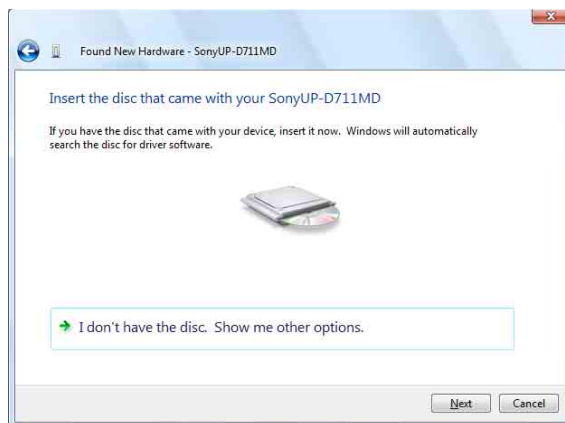 Found New Hardware - SonyUP-D711MD
Insert the disc that came with your SonyUP-D711MD
If you have the disc that came with your device, insert it now.  Windows will automatically
search the disc for driver software.
I don't have the disc.  Show me other options.
Next
Cancel